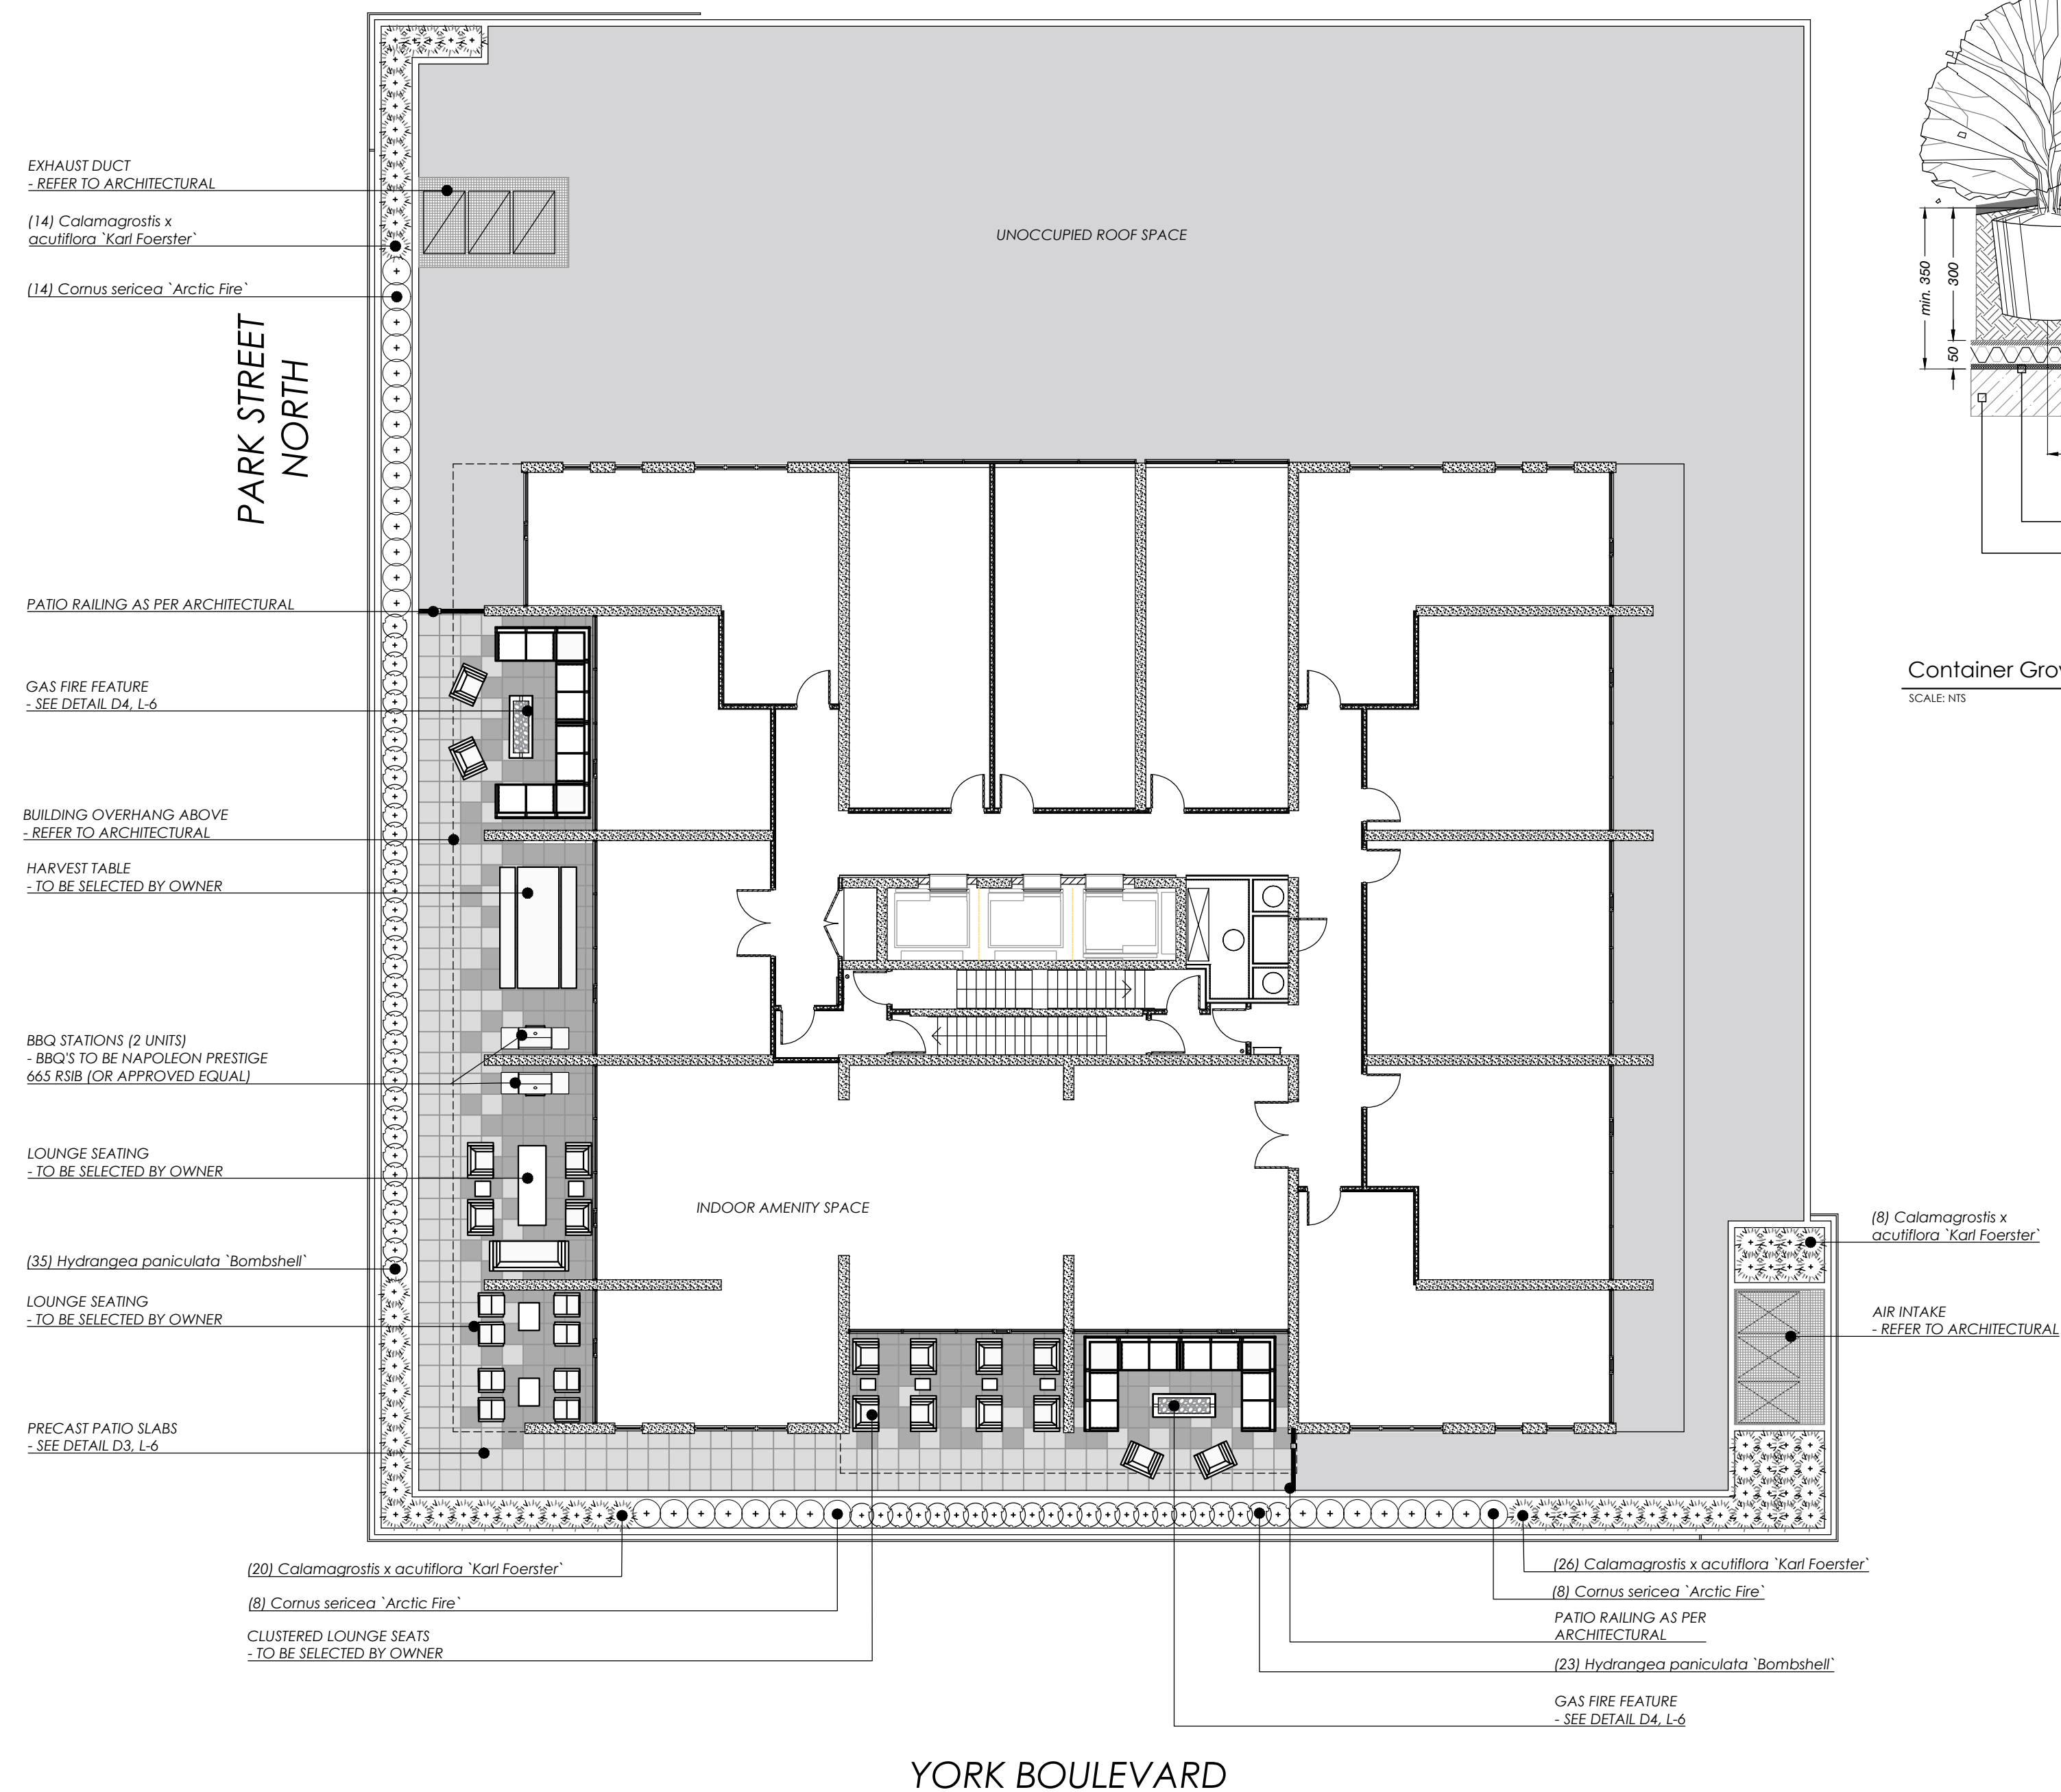 EXHAUST DUCT
- REFER TO ARCHITECTURAL
(14) Calamagrostis x
acutiflora `Karl Foerster`
(14) Cornus sericea `Arctic Fire`
PARK STREET
NORTH
PATIO RAILING AS PER ARCHITECTURAL
GAS FIRE FEATURE
- SEE DETAIL D4, L-6
BUILDING OVERHANG ABOVE
- REFER TO ARCHITECTURAL
HARVEST TABLE
- TO BE SELECTED BY OWNER
BBQ STATIONS (2 UNITS)
- BBQ'S TO BE NAPOLEON PRESTIGE
665 RSIB (OR APPROVED EQUAL)
LOUNGE SEATING
- TO BE SELECTED BY OWNER
(35) Hydrangea paniculata `Bombshell`
LOUNGE SEATING
- TO BE SELECTED BY OWNER
PRECAST PATIO SLABS
- SEE DETAIL D3, L-6
UNOCCUPIED ROOF SPACE
INDOOR AMENITY SPACE
min. 350
300
50
Container Grov
SCALE: NTS
(8) Calamagrostis x
acutiflora `Karl Foerster`
AIR INTAKE
- REFER TO ARCHITECTURAL
(20) Calamagrostis x acutiflora `Karl Foerster`
(8) Cornus sericea `Arctic Fire`
CLUSTERED LOUNGE SEATS
- TO BE SELECTED BY OWNER
(26) Calamagrostis x acutiflora `Karl Foerster`
(8) Cornus sericea `Arctic Fire`
PATIO RAILING AS PER
ARCHITECTURAL
(23) Hydrangea paniculata `Bombshell`
GAS FIRE FEATURE
- SEE DETAIL D4, L-6
YORK BOULEVARD